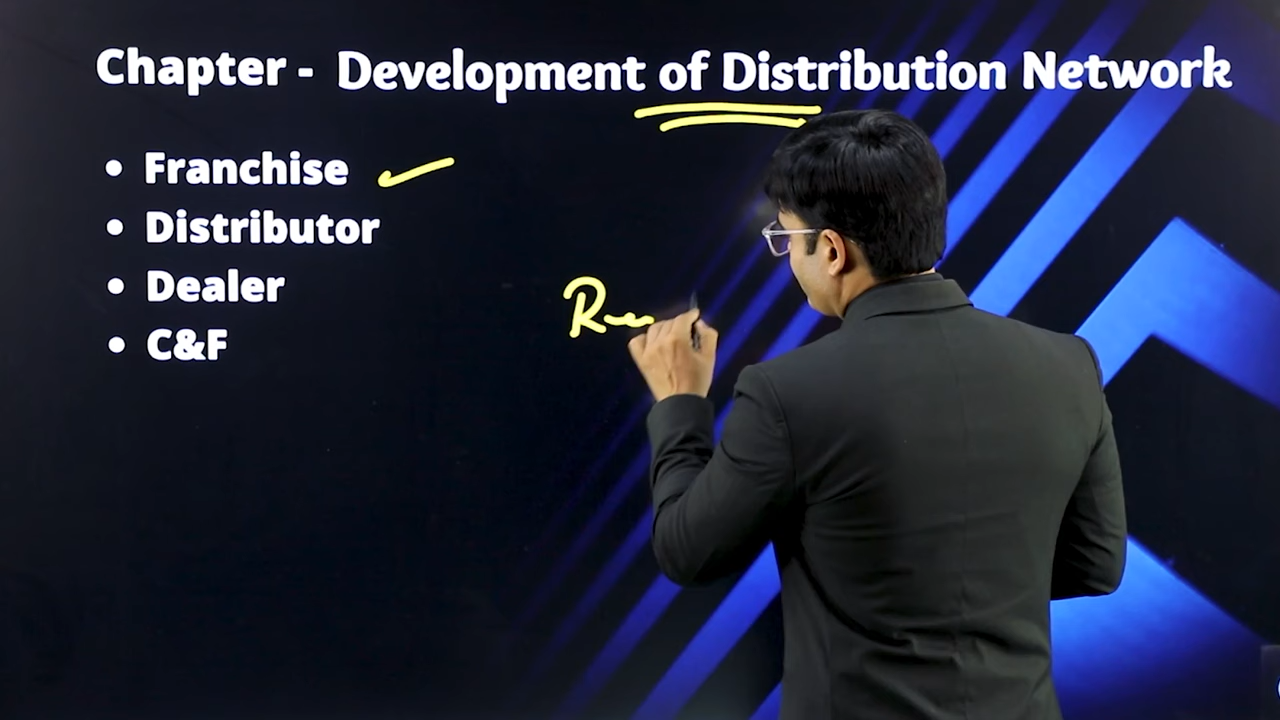 Chapter - Development of Distribution Network
• Franchise
• Distributor
• Dealer
• C&F